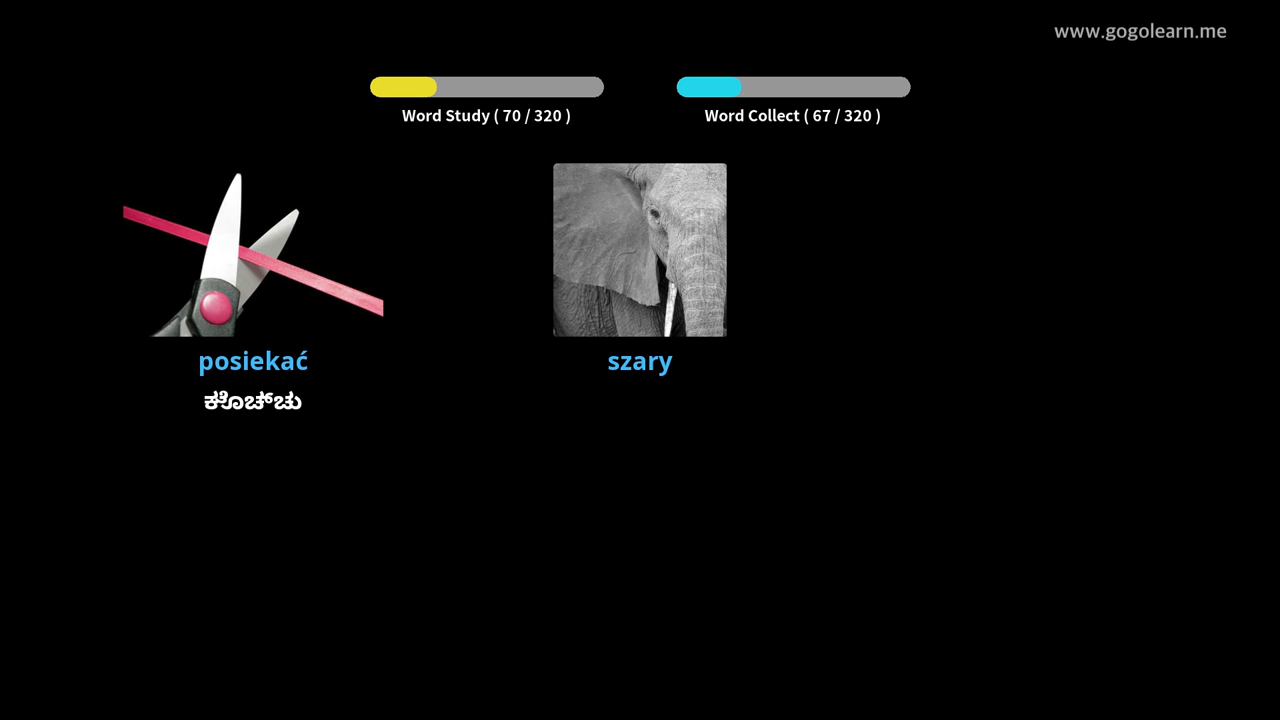 www.gogolearn.me
Word Study ( 70 / 320 )
Word Collect ( 67 / 320 )
posiekać
szary
ಕೊಚ್ಚು